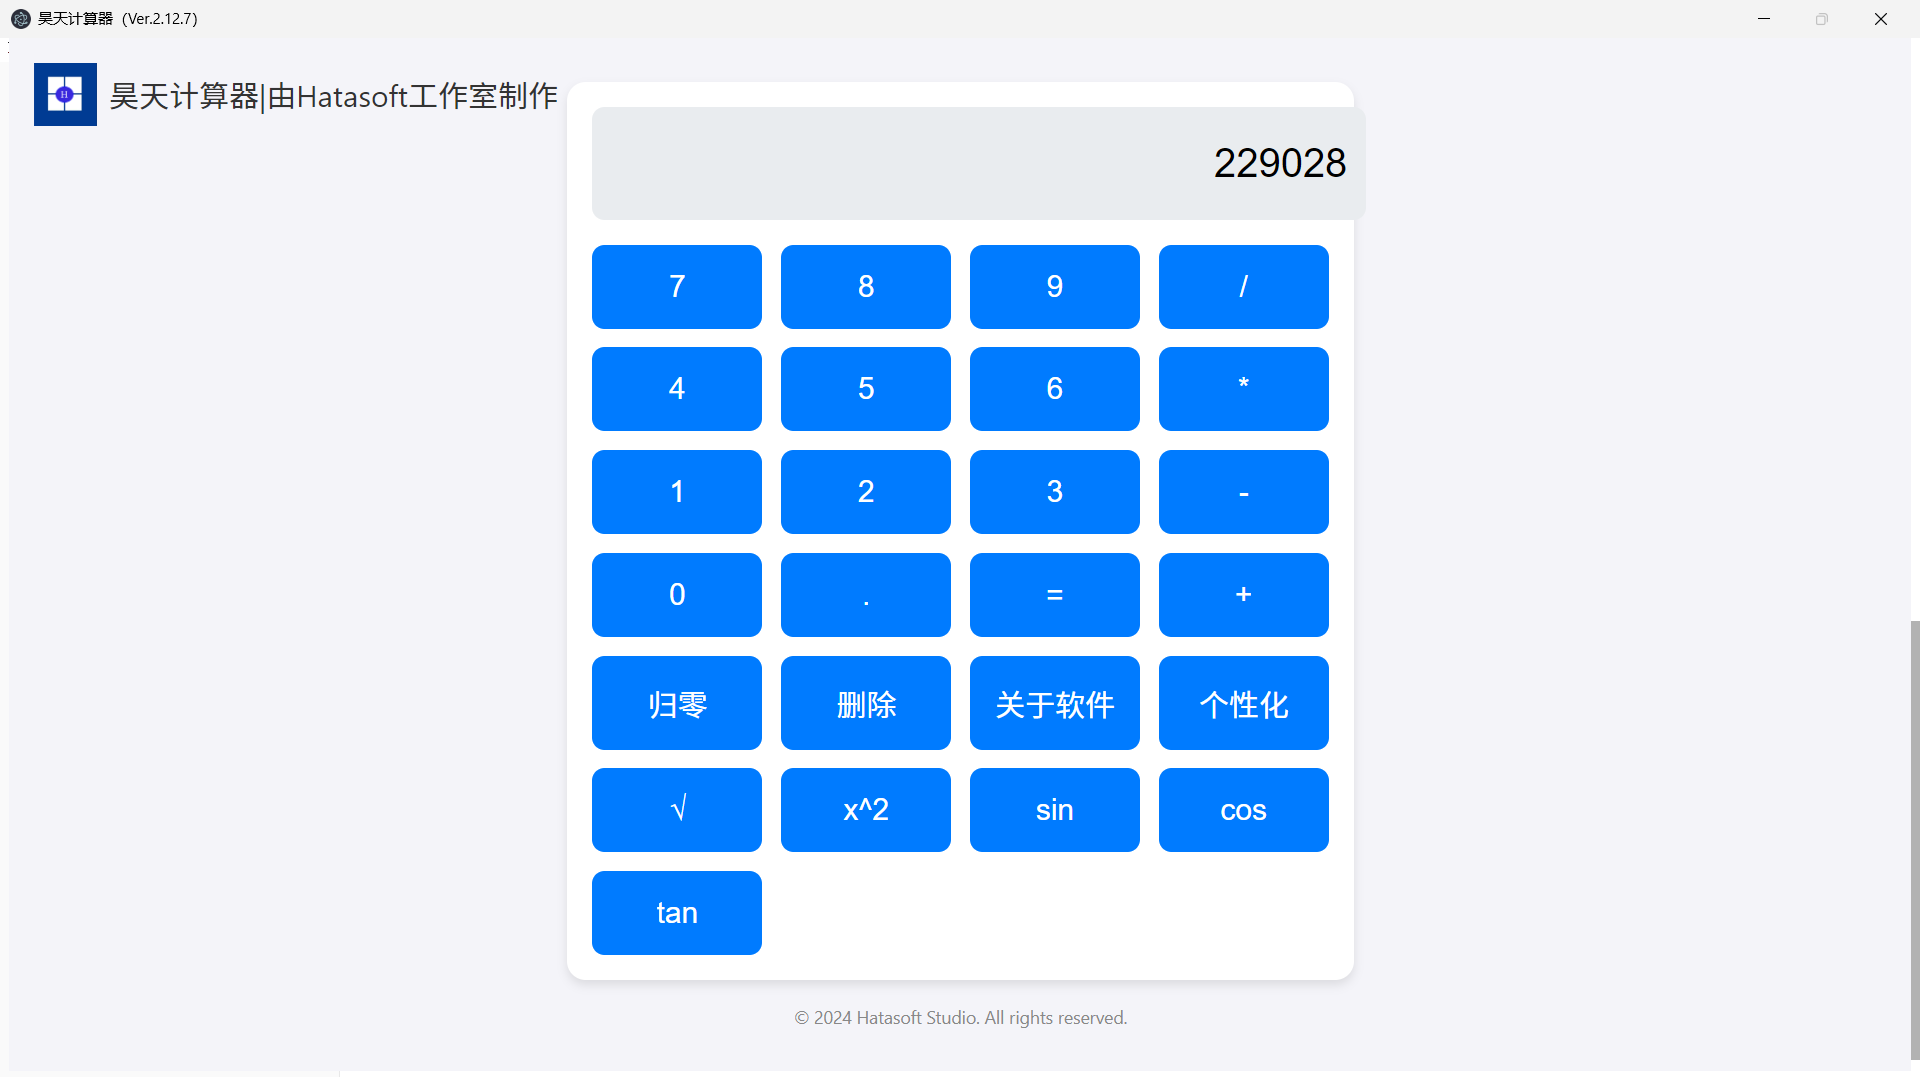 昊天计算器（Ver.2.12.7）
H
昊天计算器|由Hatasoft工作室制作
229028
7 8 9 /
4 5 6 *
1 2 3 -
0 . = +
归零 删除 关于软件 个性化
√ x^2 sin cos
tan
© 2024 Hatasoft Studio. All rights reserved.